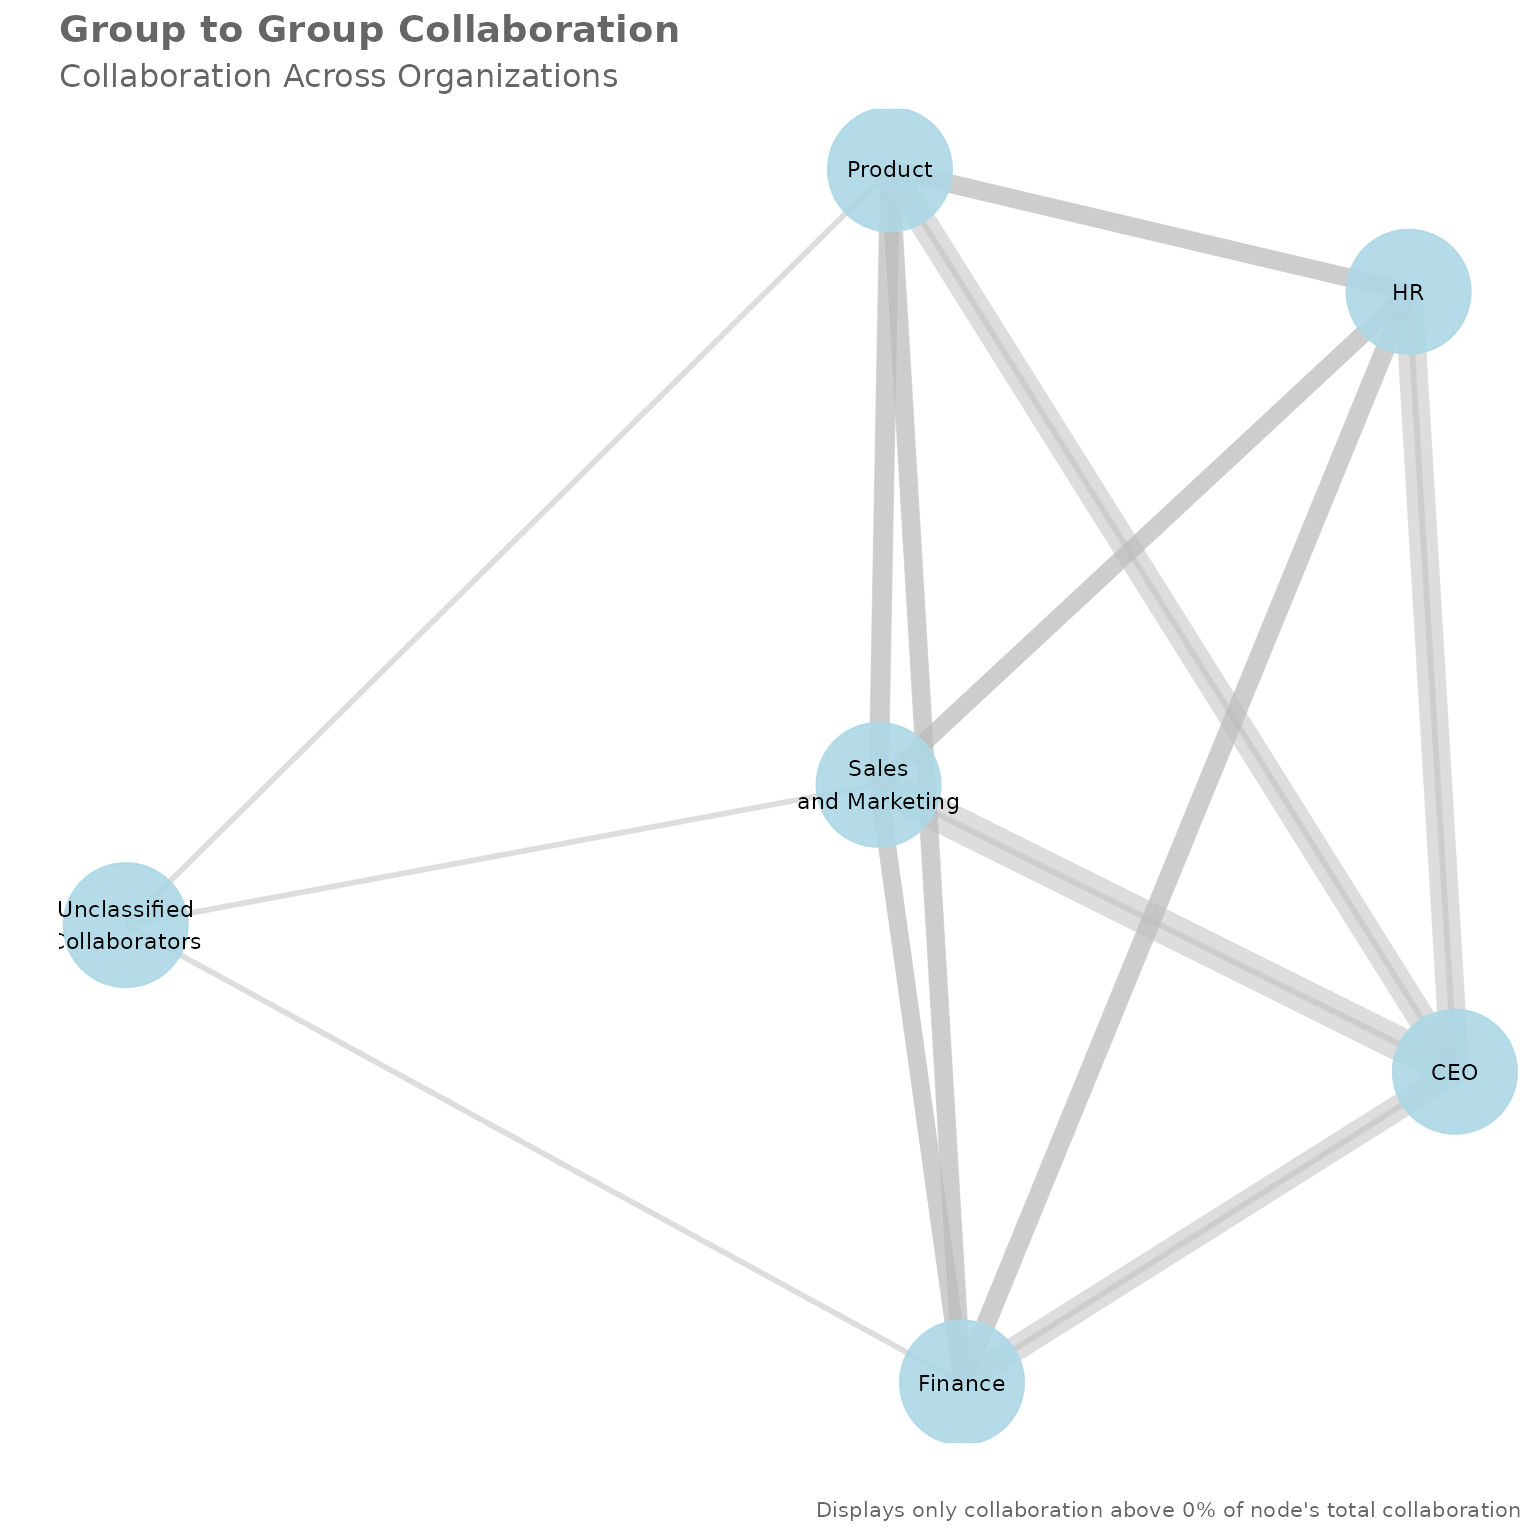 Group to Group Collaboration
Collaboration Across Organizations
Product
HR
Sales
and Marketing
Unclassified
Collaborators
CEO
Finance
Displays only collaboration above 0% of node's total collaboration